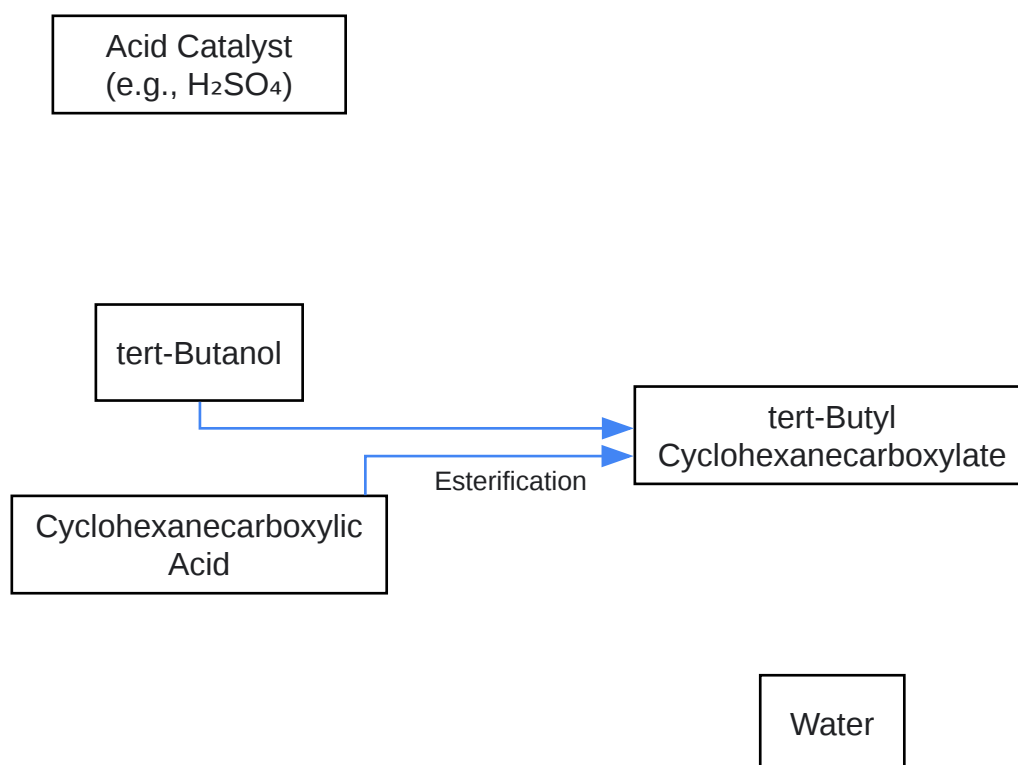 Acid Catalyst
(e.g., H₂SO₄)
tert-Butanol
tert-Butyl
Cyclohexanecarboxylate
Esterification
Cyclohexanecarboxylic
Acid
Water